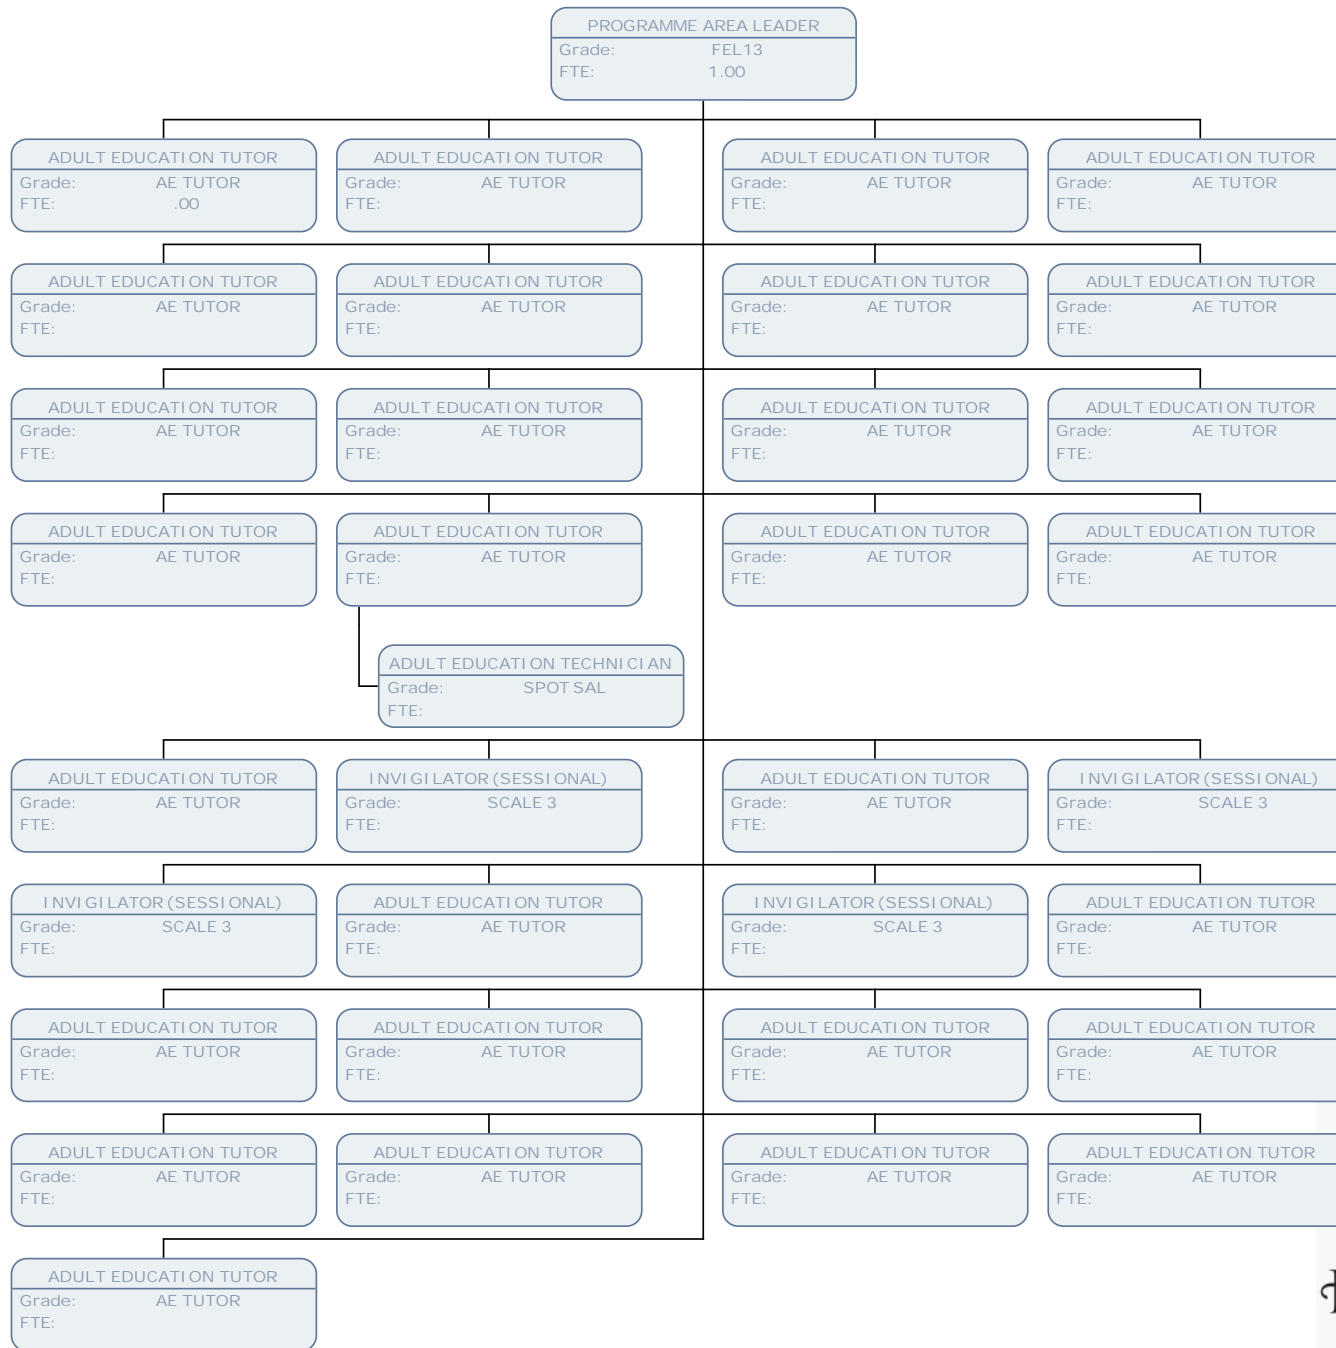 PROGRAMME AREA LEADER
Grade: FEL13
FTE: 1.00
ADULT EDUCATION TUTOR
Grade: AE TUTOR
FTE: .00
ADULT EDUCATION TUTOR
Grade: AE TUTOR
FTE:
ADULT EDUCATION TUTOR
Grade: AE TUTOR
FTE:
ADULT EDUCATION TUTOR
Grade: AE TUTOR
FTE:
ADULT EDUCATION TUTOR
Grade: AE TUTOR
FTE:
ADULT EDUCATION TUTOR
Grade: AE TUTOR
FTE:
ADULT EDUCATION TUTOR
Grade: AE TUTOR
FTE:
ADULT EDUCATION TUTOR
Grade: AE TUTOR
FTE:
ADULT EDUCATION TUTOR
Grade: AE TUTOR
FTE:
ADULT EDUCATION TUTOR
Grade: AE TUTOR
FTE:
ADULT EDUCATION TUTOR
Grade: AE TUTOR
FTE:
ADULT EDUCATION TUTOR
Grade: AE TUTOR
FTE:
ADULT EDUCATION TUTOR
Grade: AE TUTOR
FTE:
ADULT EDUCATION TUTOR
Grade: AE TUTOR
FTE:
ADULT EDUCATION TUTOR
Grade: AE TUTOR
FTE:
ADULT EDUCATION TUTOR
Grade: AE TUTOR
FTE:
ADULT EDUCATION TECHNICIAN
Grade: SPOT SAL
FTE:
ADULT EDUCATION TUTOR
Grade: AE TUTOR
FTE:
INVIGILATOR (SESSIONAL)
Grade: SCALE 3
FTE:
ADULT EDUCATION TUTOR
Grade: AE TUTOR
FTE:
INVIGILATOR (SESSIONAL)
Grade: SCALE 3
FTE:
INVIGILATOR (SESSIONAL)
Grade: SCALE 3
FTE:
ADULT EDUCATION TUTOR
Grade: AE TUTOR
FTE:
INVIGILATOR (SESSIONAL)
Grade: SCALE 3
FTE:
ADULT EDUCATION TUTOR
Grade: AE TUTOR
FTE:
ADULT EDUCATION TUTOR
Grade: AE TUTOR
FTE:
ADULT EDUCATION TUTOR
Grade: AE TUTOR
FTE:
ADULT EDUCATION TUTOR
Grade: AE TUTOR
FTE:
ADULT EDUCATION TUTOR
Grade: AE TUTOR
FTE:
ADULT EDUCATION TUTOR
Grade: AE TUTOR
FTE:
ADULT EDUCATION TUTOR
Grade: AE TUTOR
FTE:
ADULT EDUCATION TUTOR
Grade: AE TUTOR
FTE:
ADULT EDUCATION TUTOR
Grade: AE TUTOR
FTE:
ADULT EDUCATION TUTOR
Grade: AE TUTOR
FTE: